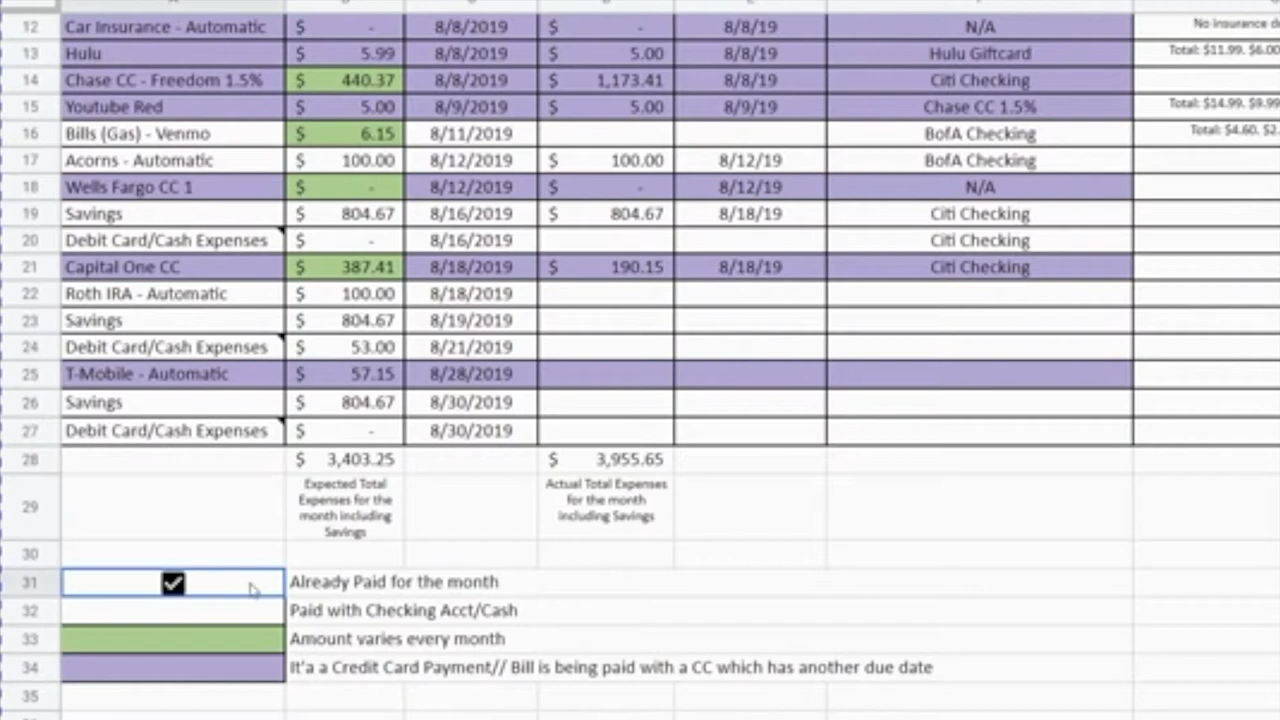 12 Car Insurance - Automatic $ - 8/8/2019 $ - 8/8/19 N/A No insurance d
13 Hulu $ 5.99 8/8/2019 $ 5.00 8/8/19 Hulu Giftcard Total: $11.99. $6.00
14 Chase CC - Freedom 1.5% $ 440.37 8/8/2019 $ 1,173.41 8/8/19 Citi Checking
15 Youtube Red $ 5.00 8/9/2019 $ 5.00 8/9/19 Chase CC 1.5% Total: $14.99. $9.99
16 Bills (Gas) - Venmo $ 6.15 8/11/2019 BofA Checking Total: $4.60. $2.
17 Acorns - Automatic $ 100.00 8/12/2019 $ 100.00 8/12/19 BofA Checking
18 Wells Fargo CC 1 $ - 8/12/2019 $ - 8/12/19 N/A
19 Savings $ 804.67 8/16/2019 $ 804.67 8/18/19 Citi Checking
20 Debit Card/Cash Expenses $ - 8/16/2019 Citi Checking
21 Capital One CC $ 387.41 8/18/2019 $ 190.15 8/18/19 Citi Checking
22 Roth IRA - Automatic $ 100.00 8/18/2019
23 Savings $ 804.67 8/19/2019
24 Debit Card/Cash Expenses $ 53.00 8/21/2019
25 T-Mobile - Automatic $ 57.15 8/28/2019
26 Savings $ 804.67 8/30/2019
27 Debit Card/Cash Expenses $ - 8/30/2019
28 $ 3,403.25 $ 3,955.65
29
Expected Total
Expenses for the
month including
Savings
Actual Total Expenses
for the month
including Savings
30
31 Already Paid for the month
32 Paid with Checking Acct/Cash
33 Amount varies every month
34 It'a a Credit Card Payment// Bill is being paid with a CC which has another due date
35